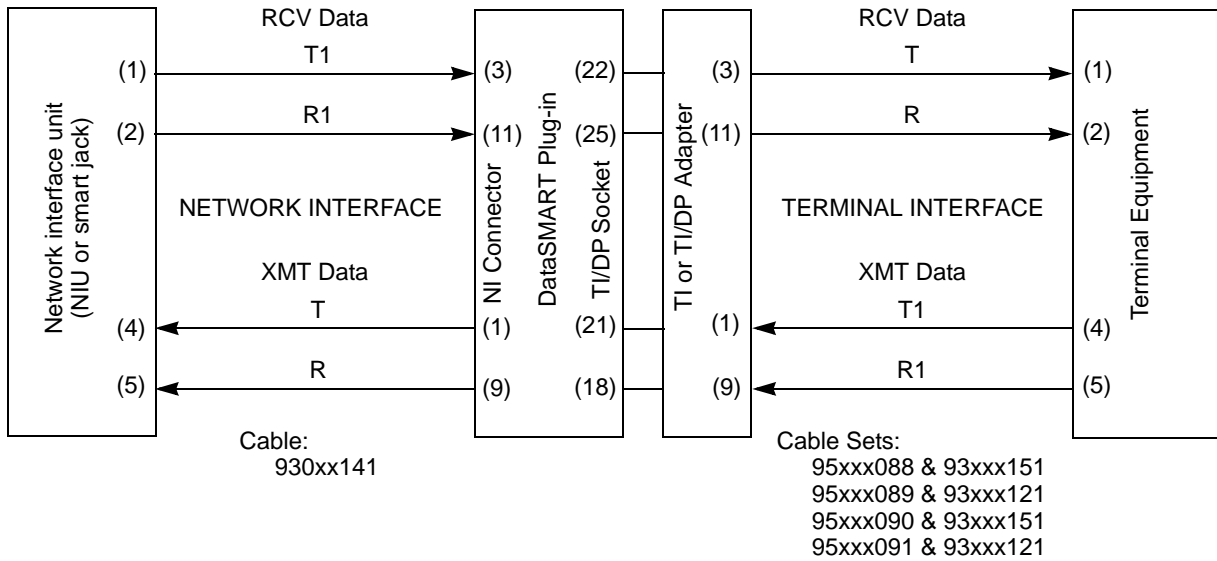 RCV Data
T1
(1)
(3)
R1
(2)
(11)
Network interface unit
(NIU or smart jack)
NETWORK INTERFACE
XMT Data
T
(4)
(1)
R
(5)
(9)
Cable:
930xx141
NI Connector
DataSMART Plug-in
TI/DP Socket
(22)
(25)
(21)
(18)
TI or TI/DP Adapter
(3)
(11)
(1)
(9)
RCV Data
T
(1)
R
(2)
TERMINAL INTERFACE
XMT Data
T1
(4)
R1
(5)
Terminal Equipment
Cable Sets:
95xxx088 & 93xxx151
95xxx089 & 93xxx121
95xxx090 & 93xxx151
95xxx091 & 93xxx121